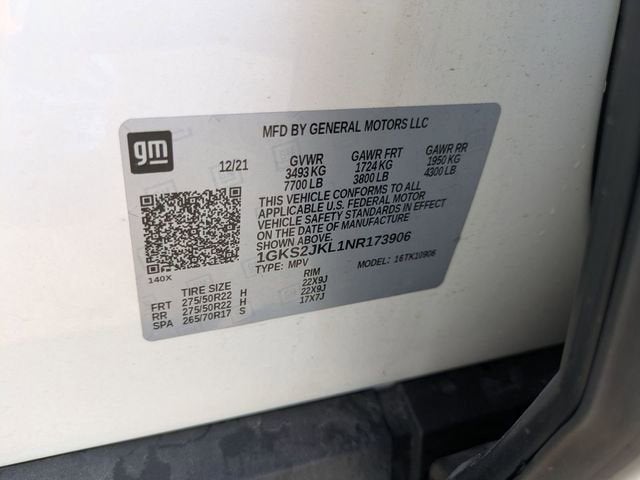 gm
MFD BY GENERAL MOTORS LLC
12/21 GVWR GAWR FRT GAWR RR
3493 KG 1724 KG 1950 KG
7700 LB 3800 LB 4300 LB
THIS VEHICLE CONFORMS TO ALL
APPLICABLE U.S. FEDERAL MOTOR
VEHICLE SAFETY STANDARDS IN EFFECT
ON THE DATE OF MANUFACTURE
SHOWN ABOVE.
1GKS2JKL1NR173906
TYPE: MPV MODEL: 16TK10906
140X
TIRE SIZE RIM
FRT 275/50R22 H 22X9J
RR 275/50R22 H 22X9J
SPA 265/70R17 S 17X7J